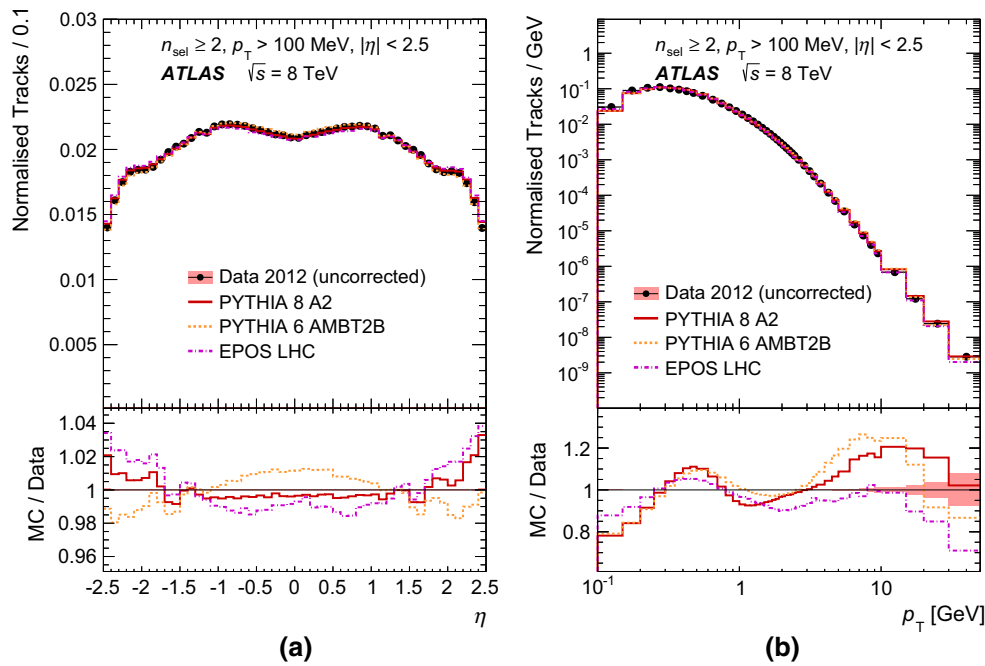 Normalised Tracks / 0.1
0.03
0.025
0.02
0.015
0.01
0.005
n_sel ≥ 2, p_T > 100 MeV, |η| < 2.5
ATLAS √s = 8 TeV
Data 2012 (uncorrected)
PYTHIA 8 A2
PYTHIA 6 AMBT2B
EPOS LHC
MC / Data
1.04
1.02
1
0.98
0.96
-2.5 -2 -1.5 -1 -0.5 0 0.5 1 1.5 2 2.5
η
(a)
Normalised Tracks / GeV
1
10⁻¹
10⁻²
10⁻³
10⁻⁴
10⁻⁵
10⁻⁶
10⁻⁷
10⁻⁸
10⁻⁹
n_sel ≥ 2, p_T > 100 MeV, |η| < 2.5
ATLAS √s = 8 TeV
Data 2012 (uncorrected)
PYTHIA 8 A2
PYTHIA 6 AMBT2B
EPOS LHC
MC / Data
1.2
1
0.8
10⁻¹ 1 10
p_T [GeV]
(b)